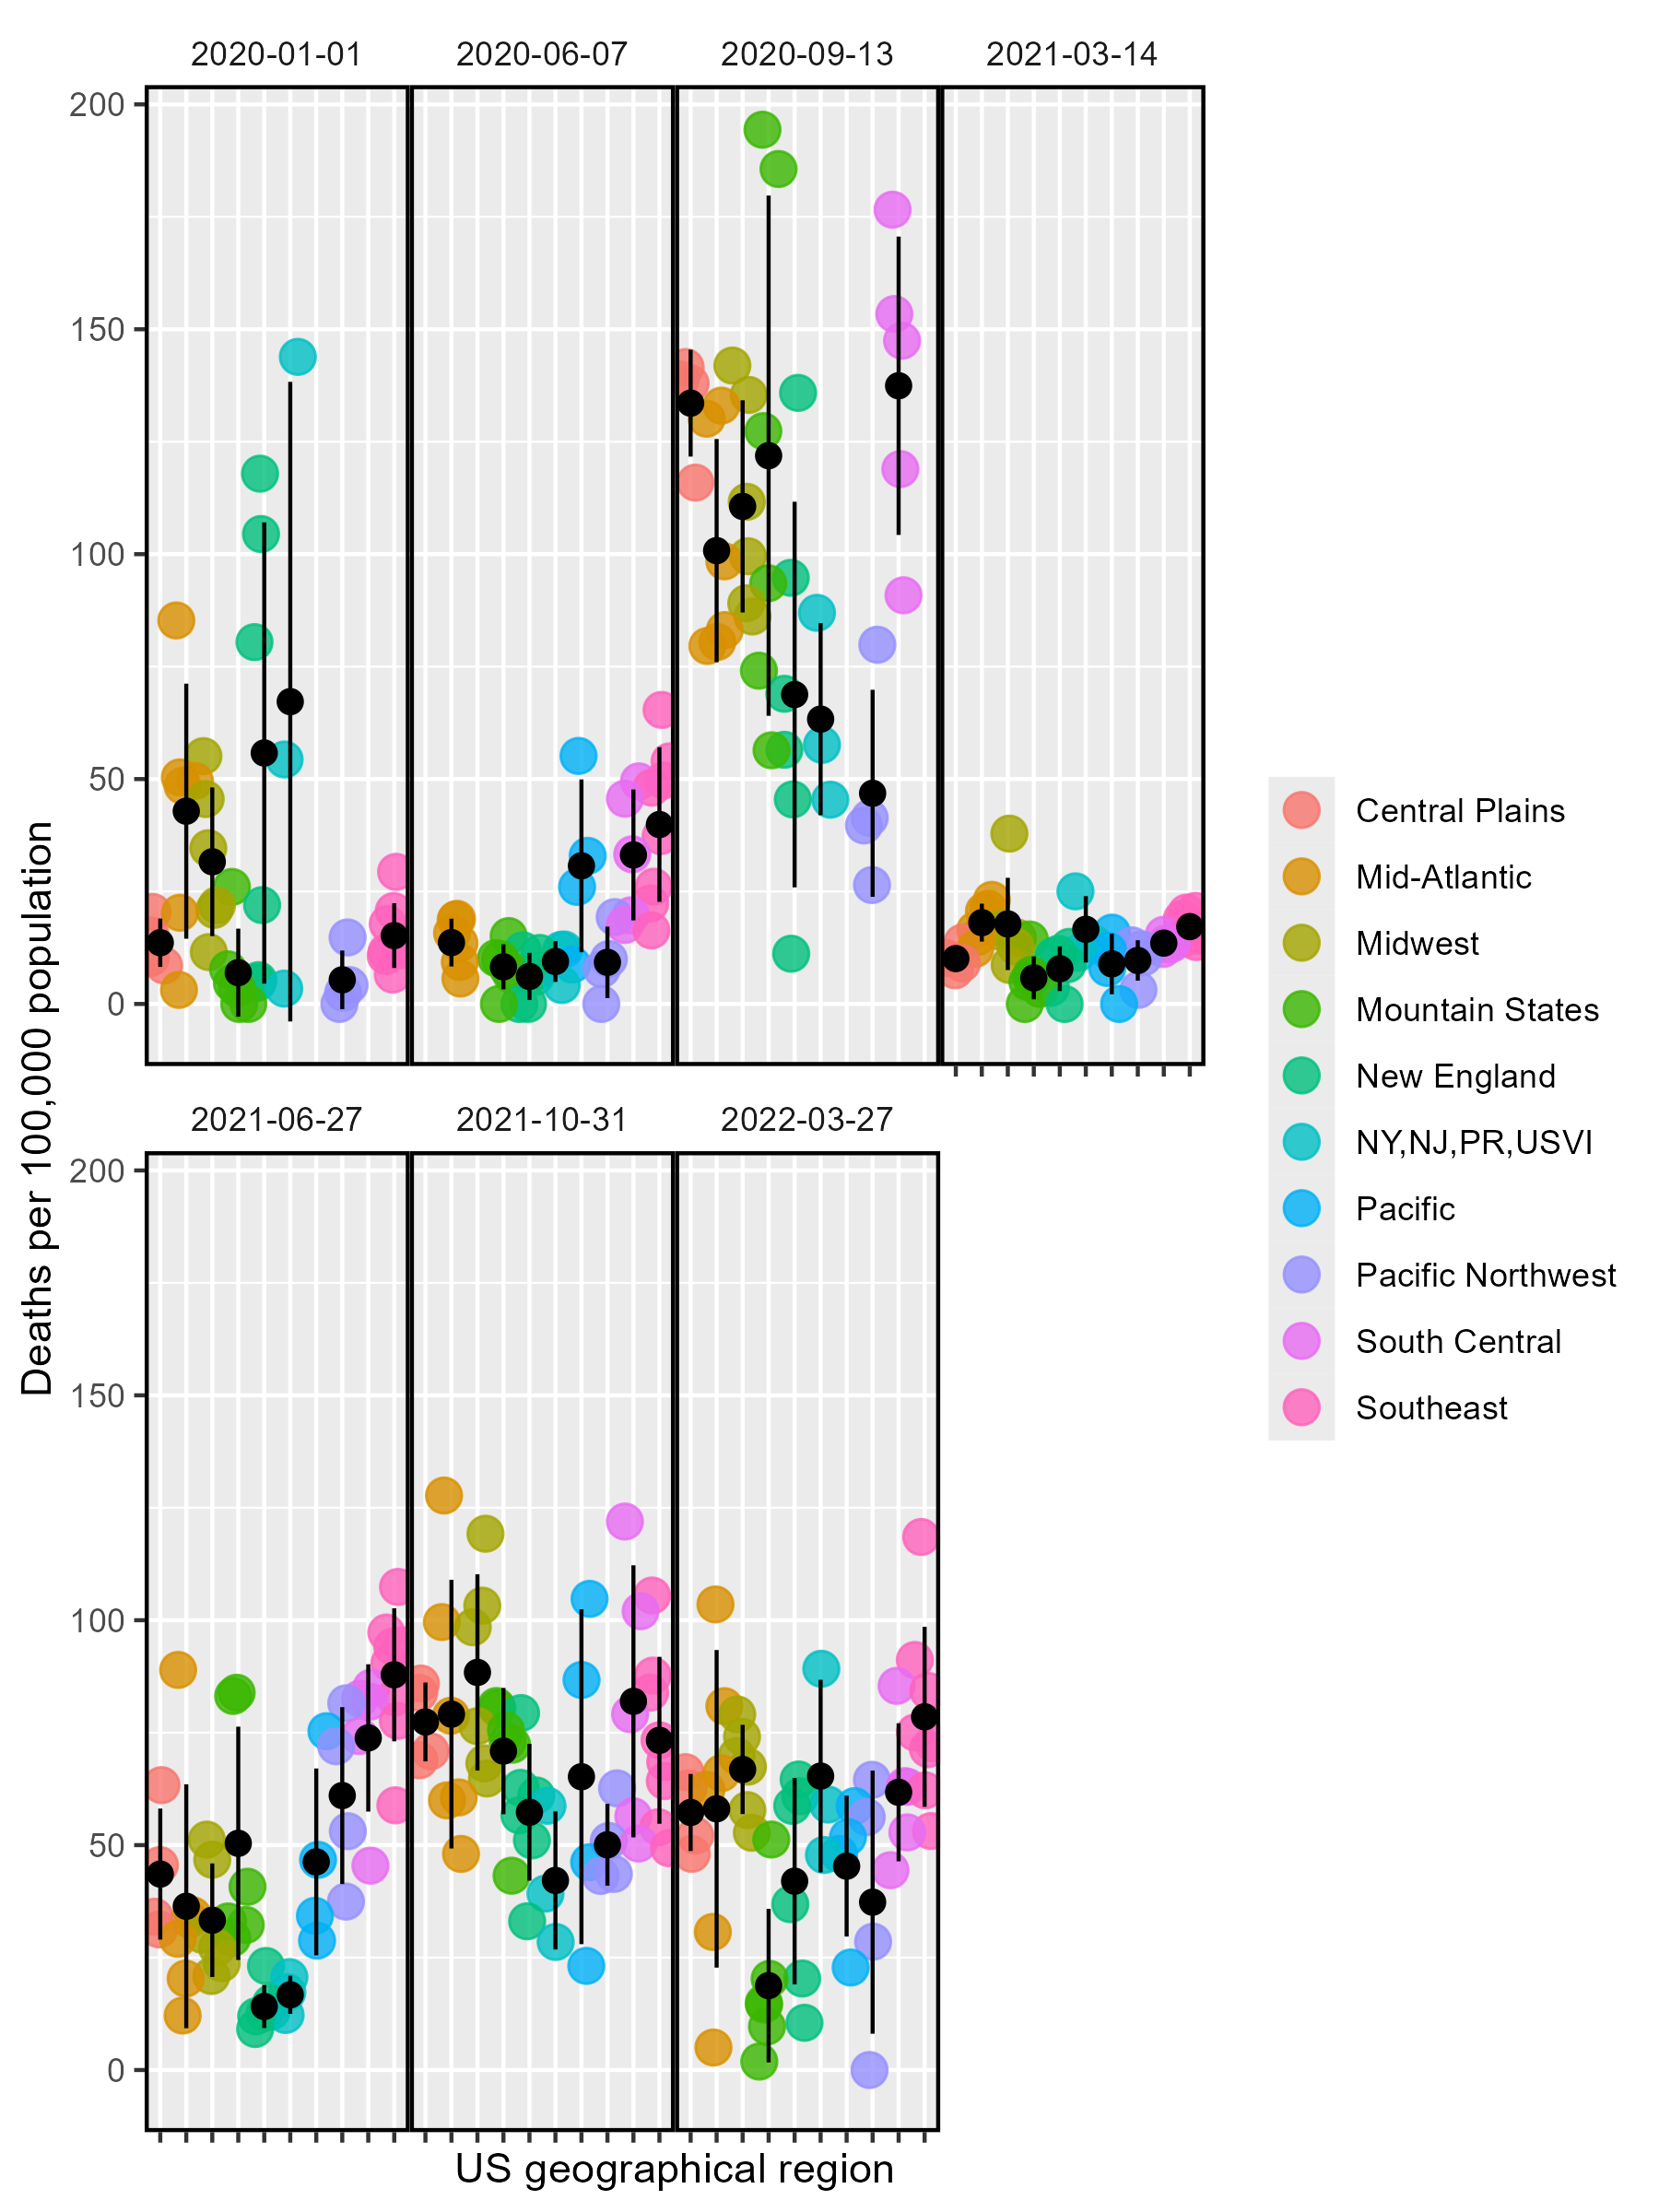 2020-01-01 2020-06-07 2020-09-13 2021-03-14
200
150
100
50
0
2021-06-27 2021-10-31 2022-03-27
200
150
100
50
0
Deaths per 100,000 population
US geographical region
Central Plains
Mid-Atlantic
Midwest
Mountain States
New England
NY,NJ,PR,USVI
Pacific
Pacific Northwest
South Central
Southeast